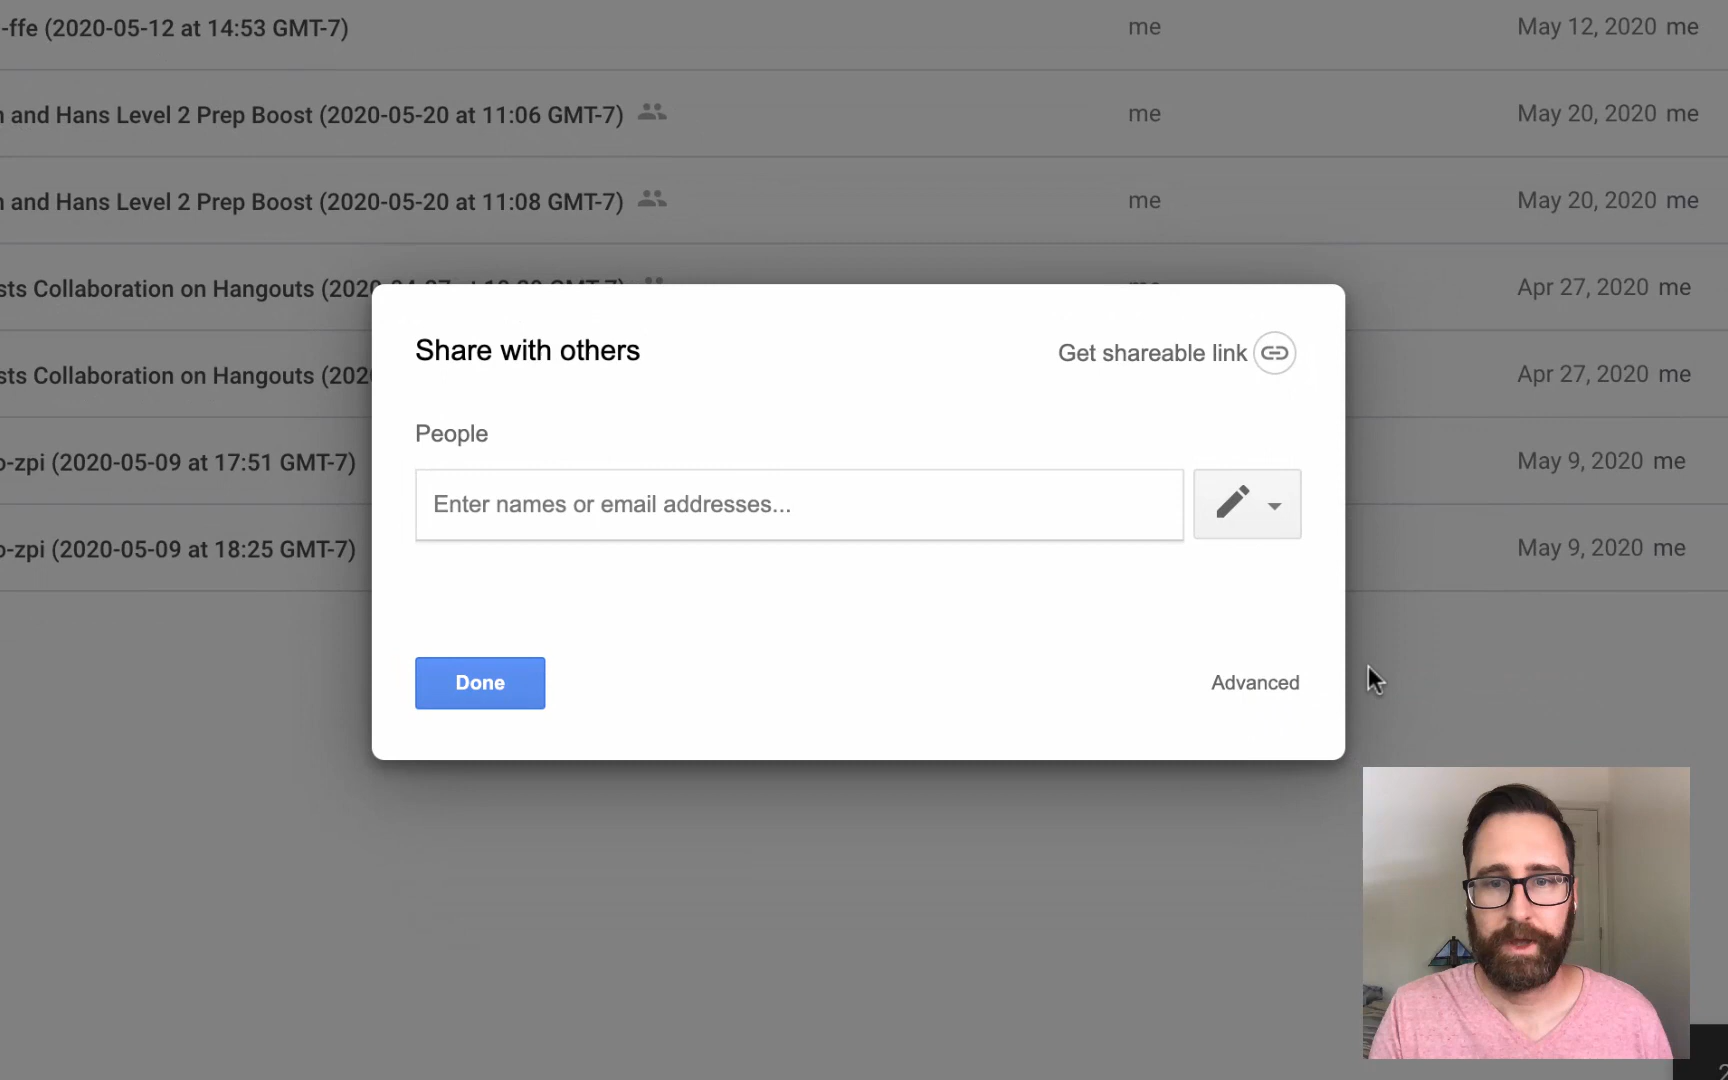 -ffe (2020-05-12 at 14:53 GMT-7) me May 12, 2020 me
and Hans Level 2 Prep Boost (2020-05-20 at 11:06 GMT-7) me May 20, 2020 me
and Hans Level 2 Prep Boost (2020-05-20 at 11:08 GMT-7) me May 20, 2020 me
sts Collaboration on Hangouts (2020 Apr 27, 2020 me
sts Collaboration on Hangouts (202 Apr 27, 2020 me
-zpi (2020-05-09 at 17:51 GMT-7) May 9, 2020 me
-zpi (2020-05-09 at 18:25 GMT-7) May 9, 2020 me
Share with others
Get shareable link
People
Enter names or email addresses...
Done
Advanced